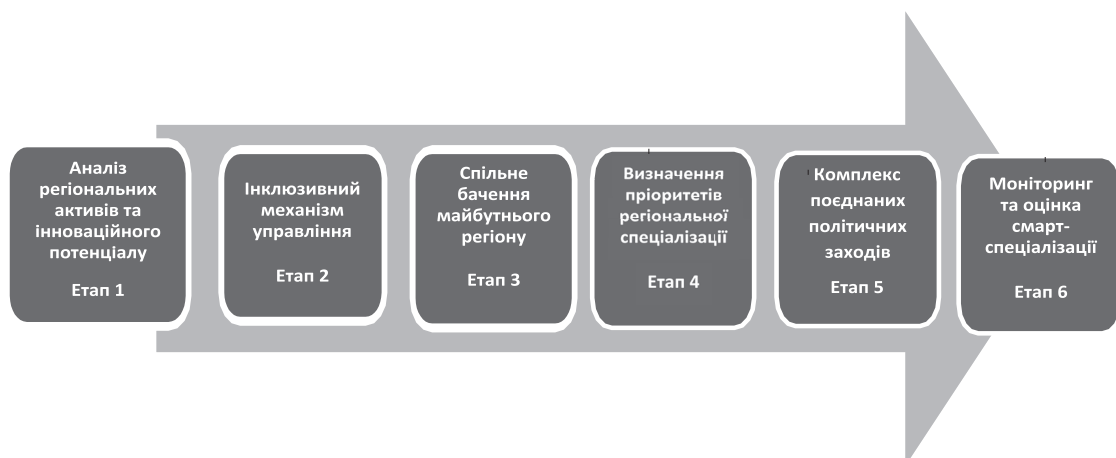 Аналіз
регіональних
активів та
інноваційного
потенціалу
Етап 1
Інклюзивний
механізм
управління
Етап 2
Спільне
бачення
майбутнього
регіону
Етап 3
Визначення
пріоритетів
регіональної
спеціалізації
Етап 4
Комплекс
поєднаних
політичних
заходів
Етап 5
Моніторинг
та оцінка
смарт-
спеціалізації
Етап 6